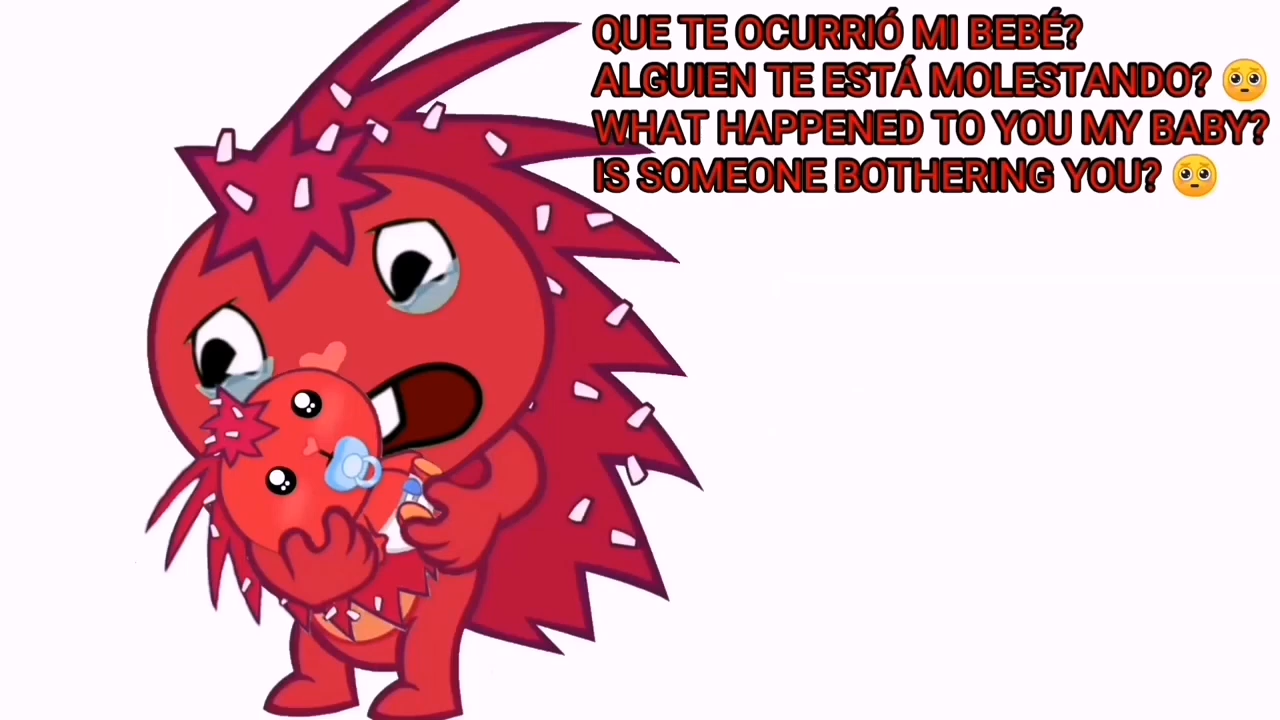 QUE TE OCURRIÓ MI BEBÉ?
ALGUIEN TE ESTÁ MOLESTANDO? 🥺
WHAT HAPPENED TO YOU MY BABY?
IS SOMEONE BOTHERING YOU? 🥺